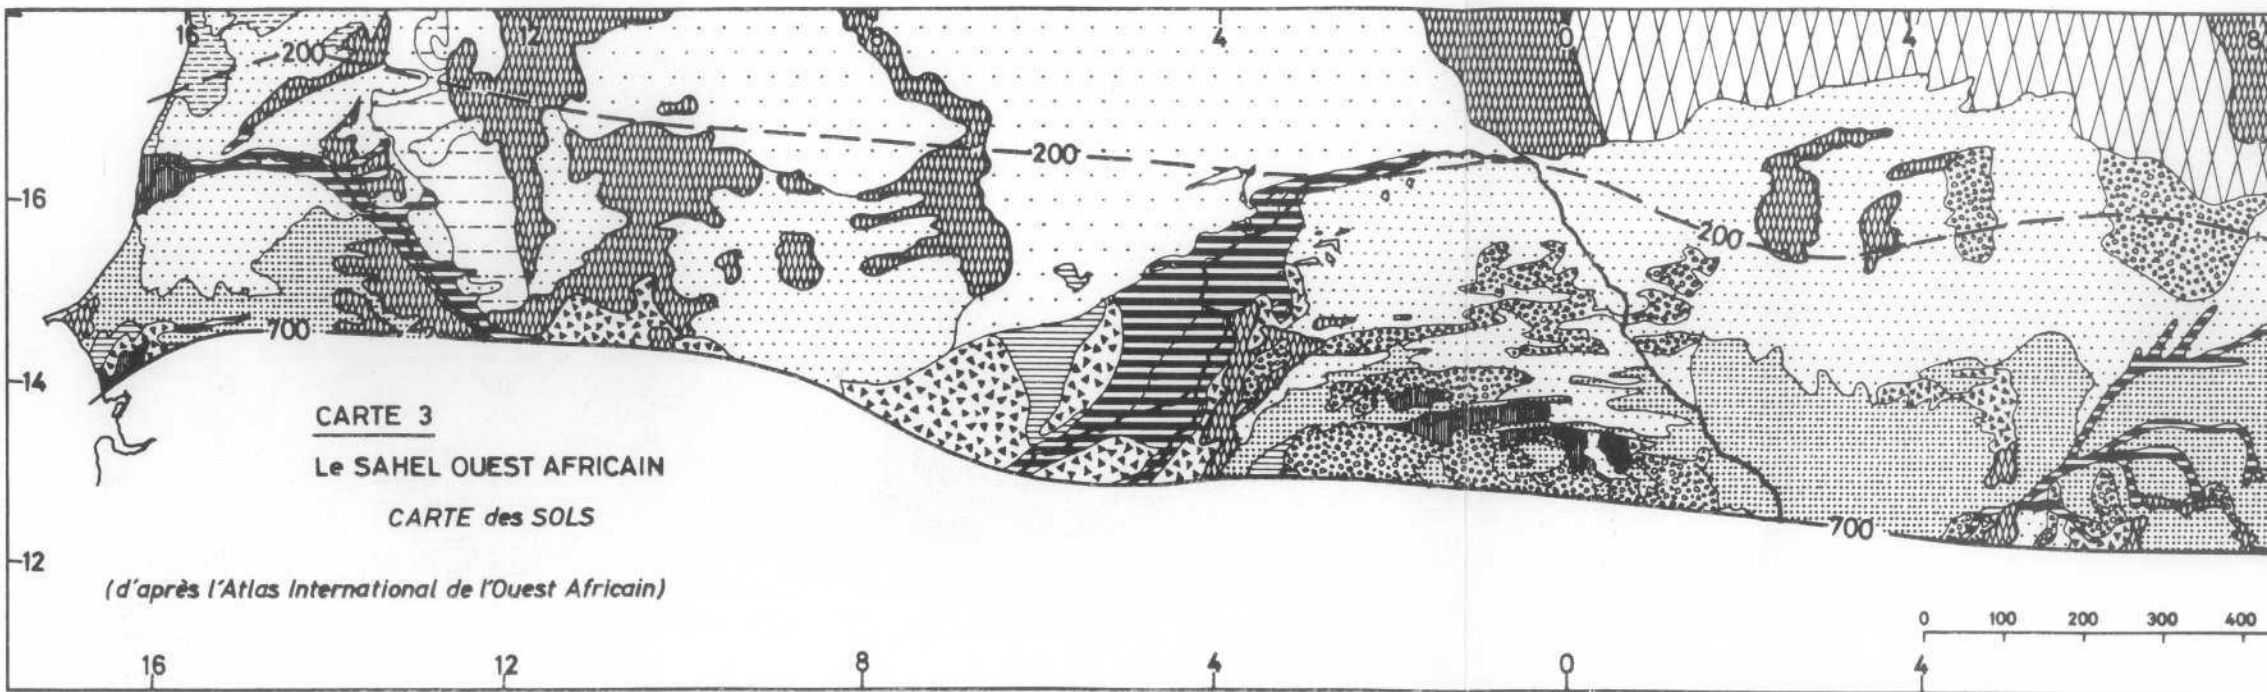 16 12 8 4 0 4 8
200
200
16
200
14
700
CARTE 3
Le SAHEL OUEST AFRICAIN
CARTE des SOLS
700
12
(d'après l'Atlas International de l'Ouest Africain)
0 100 200 300 400
16 12 8 4 0 4